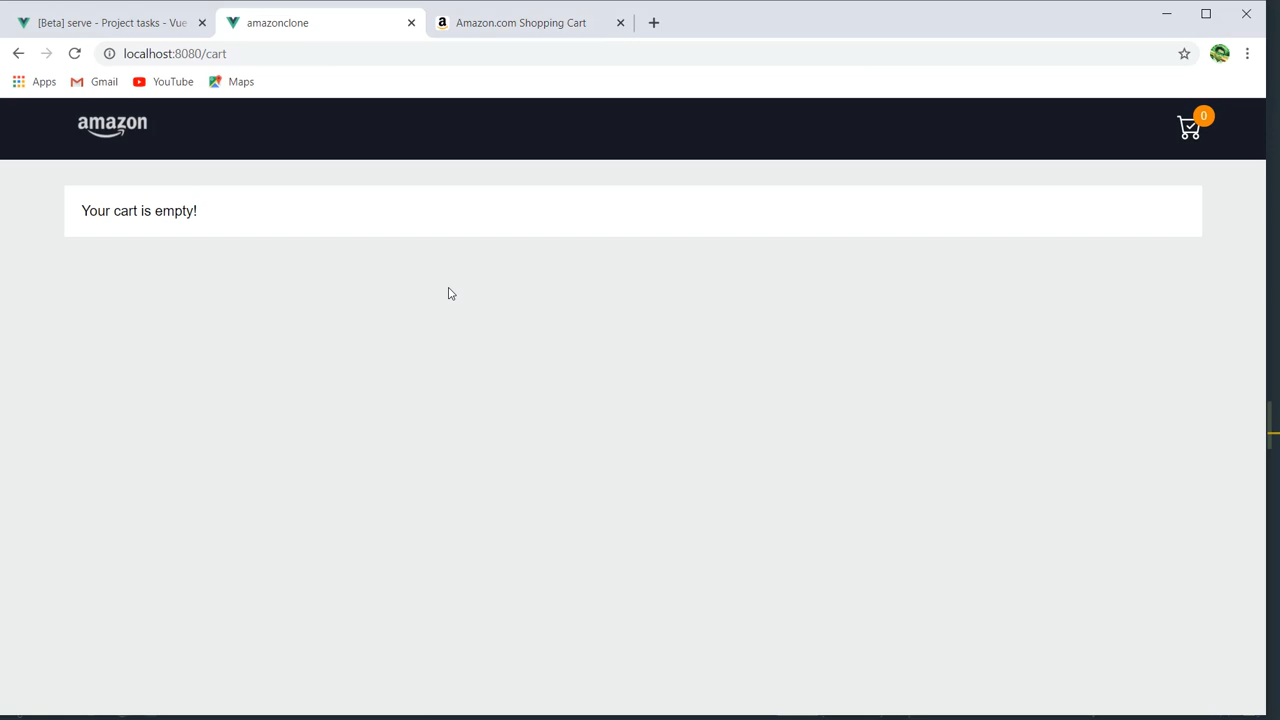 [Beta] serve - Project tasks - Vue
amazonclone
Amazon.com Shopping Cart
localhost:8080/cart
Apps
Gmail
YouTube
Maps
amazon
0
Your cart is empty!